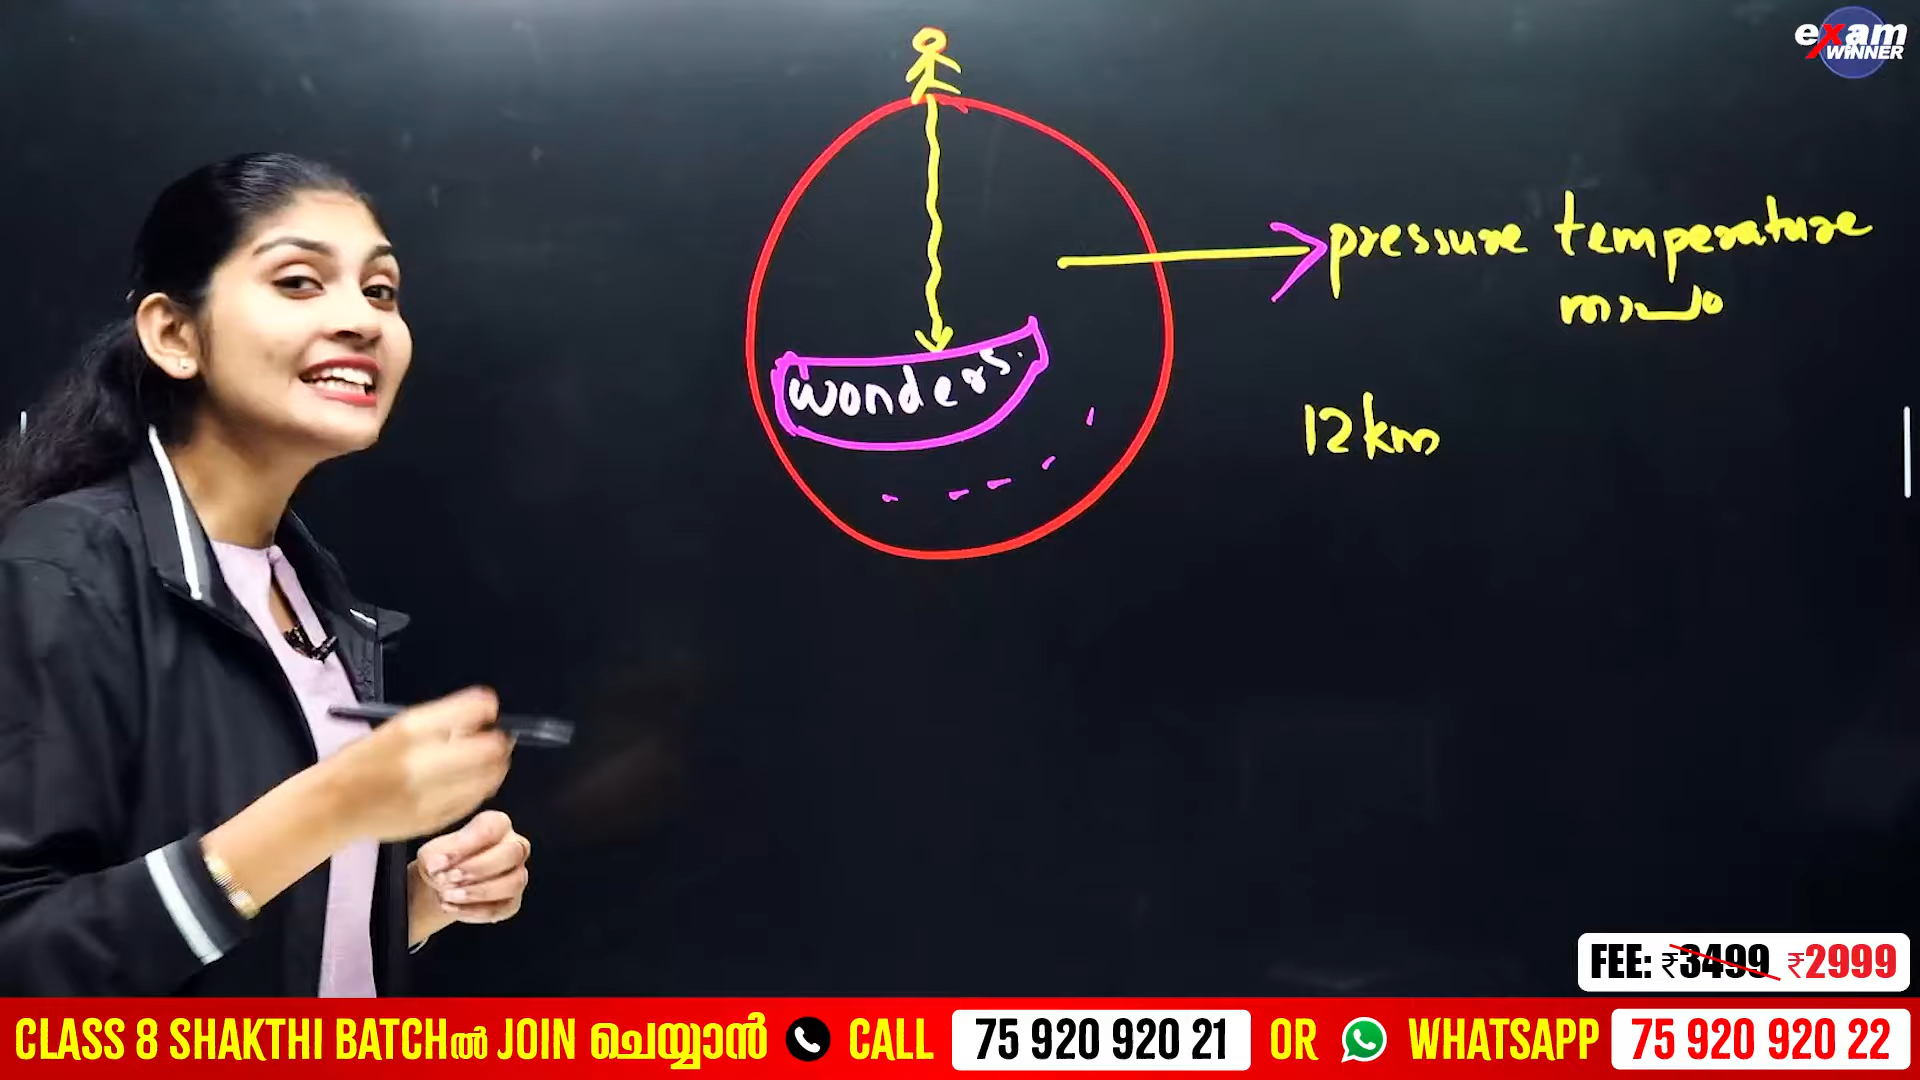 exam
WINNER
pressure temperature
താപം
wonders.
12km
FEE: ₹3499 ₹2999
CLASS 8 SHAKTHI BATCHൽ JOIN ചെയ്യാൻ CALL 75 920 920 21 OR WHATSAPP 75 920 920 22